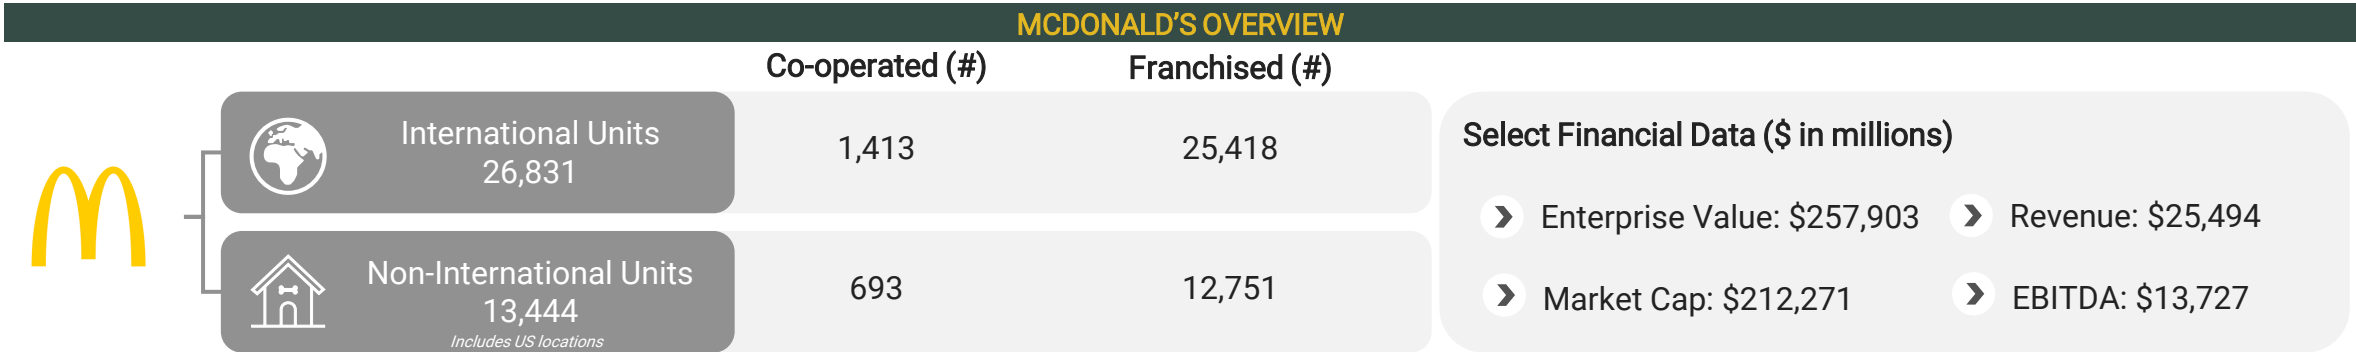 MCDONALD'S OVERVIEW
Co-operated (#) Franchised (#)
International Units
26,831
1,413 25,418
Non-International Units
13,444
Includes US locations
693 12,751
Select Financial Data ($ in millions)
Enterprise Value: $257,903 Revenue: $25,494
Market Cap: $212,271 EBITDA: $13,727